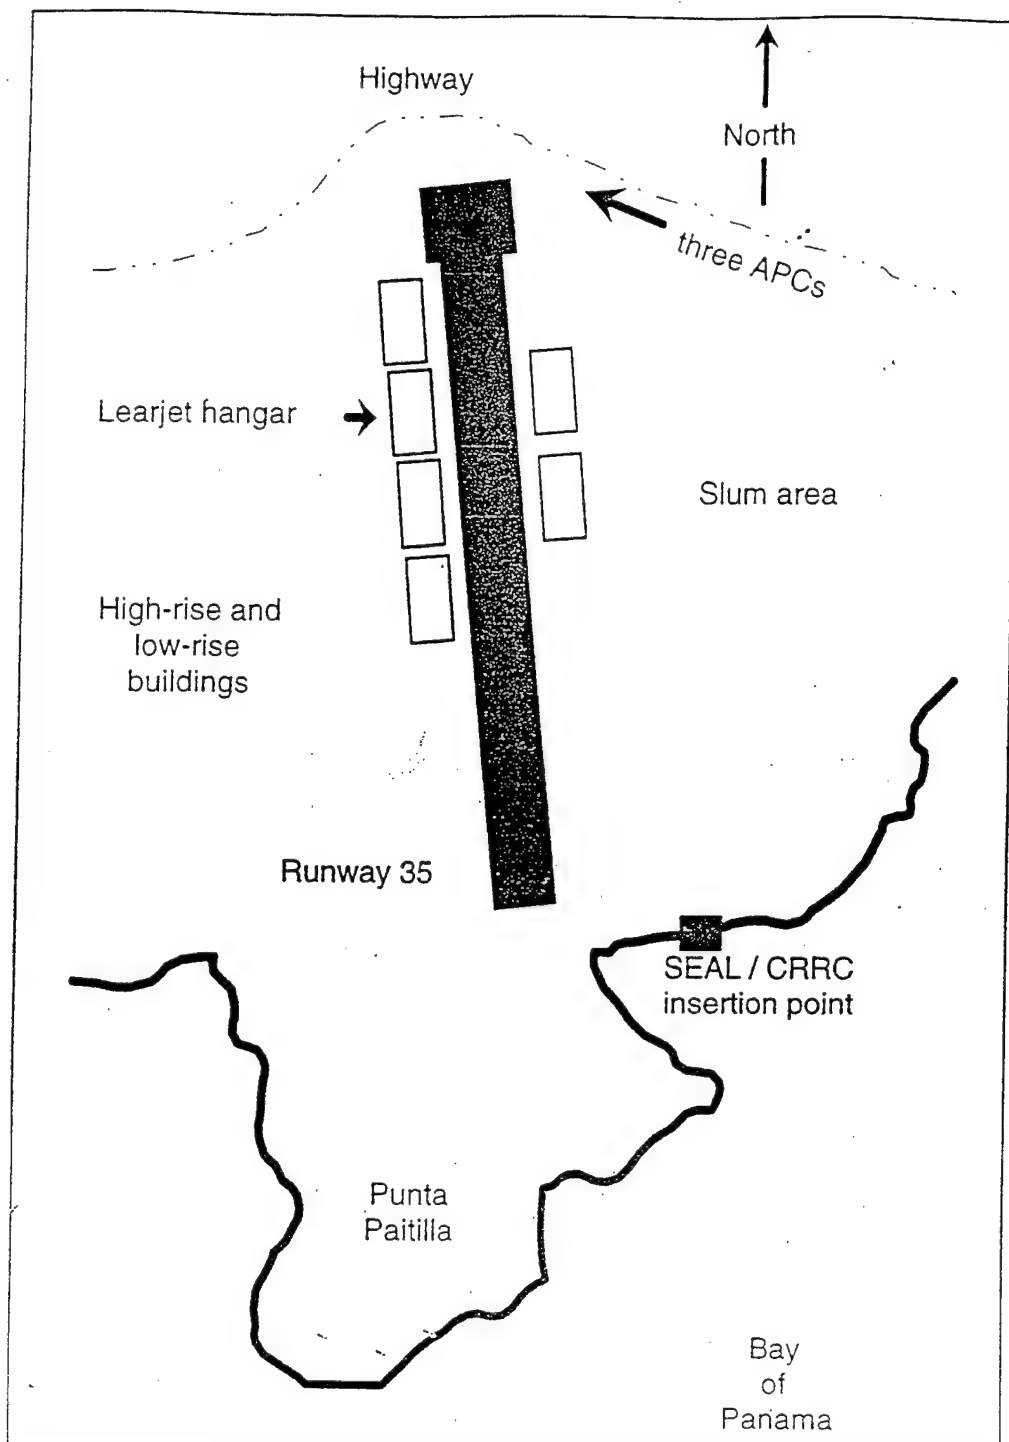 Highway
North
three APCs
Learjet hangar
Slum area
High-rise and
low-rise
buildings
Runway 35
SEAL / CRRC
insertion point
Punta
Paitilla
Bay
of
Panama